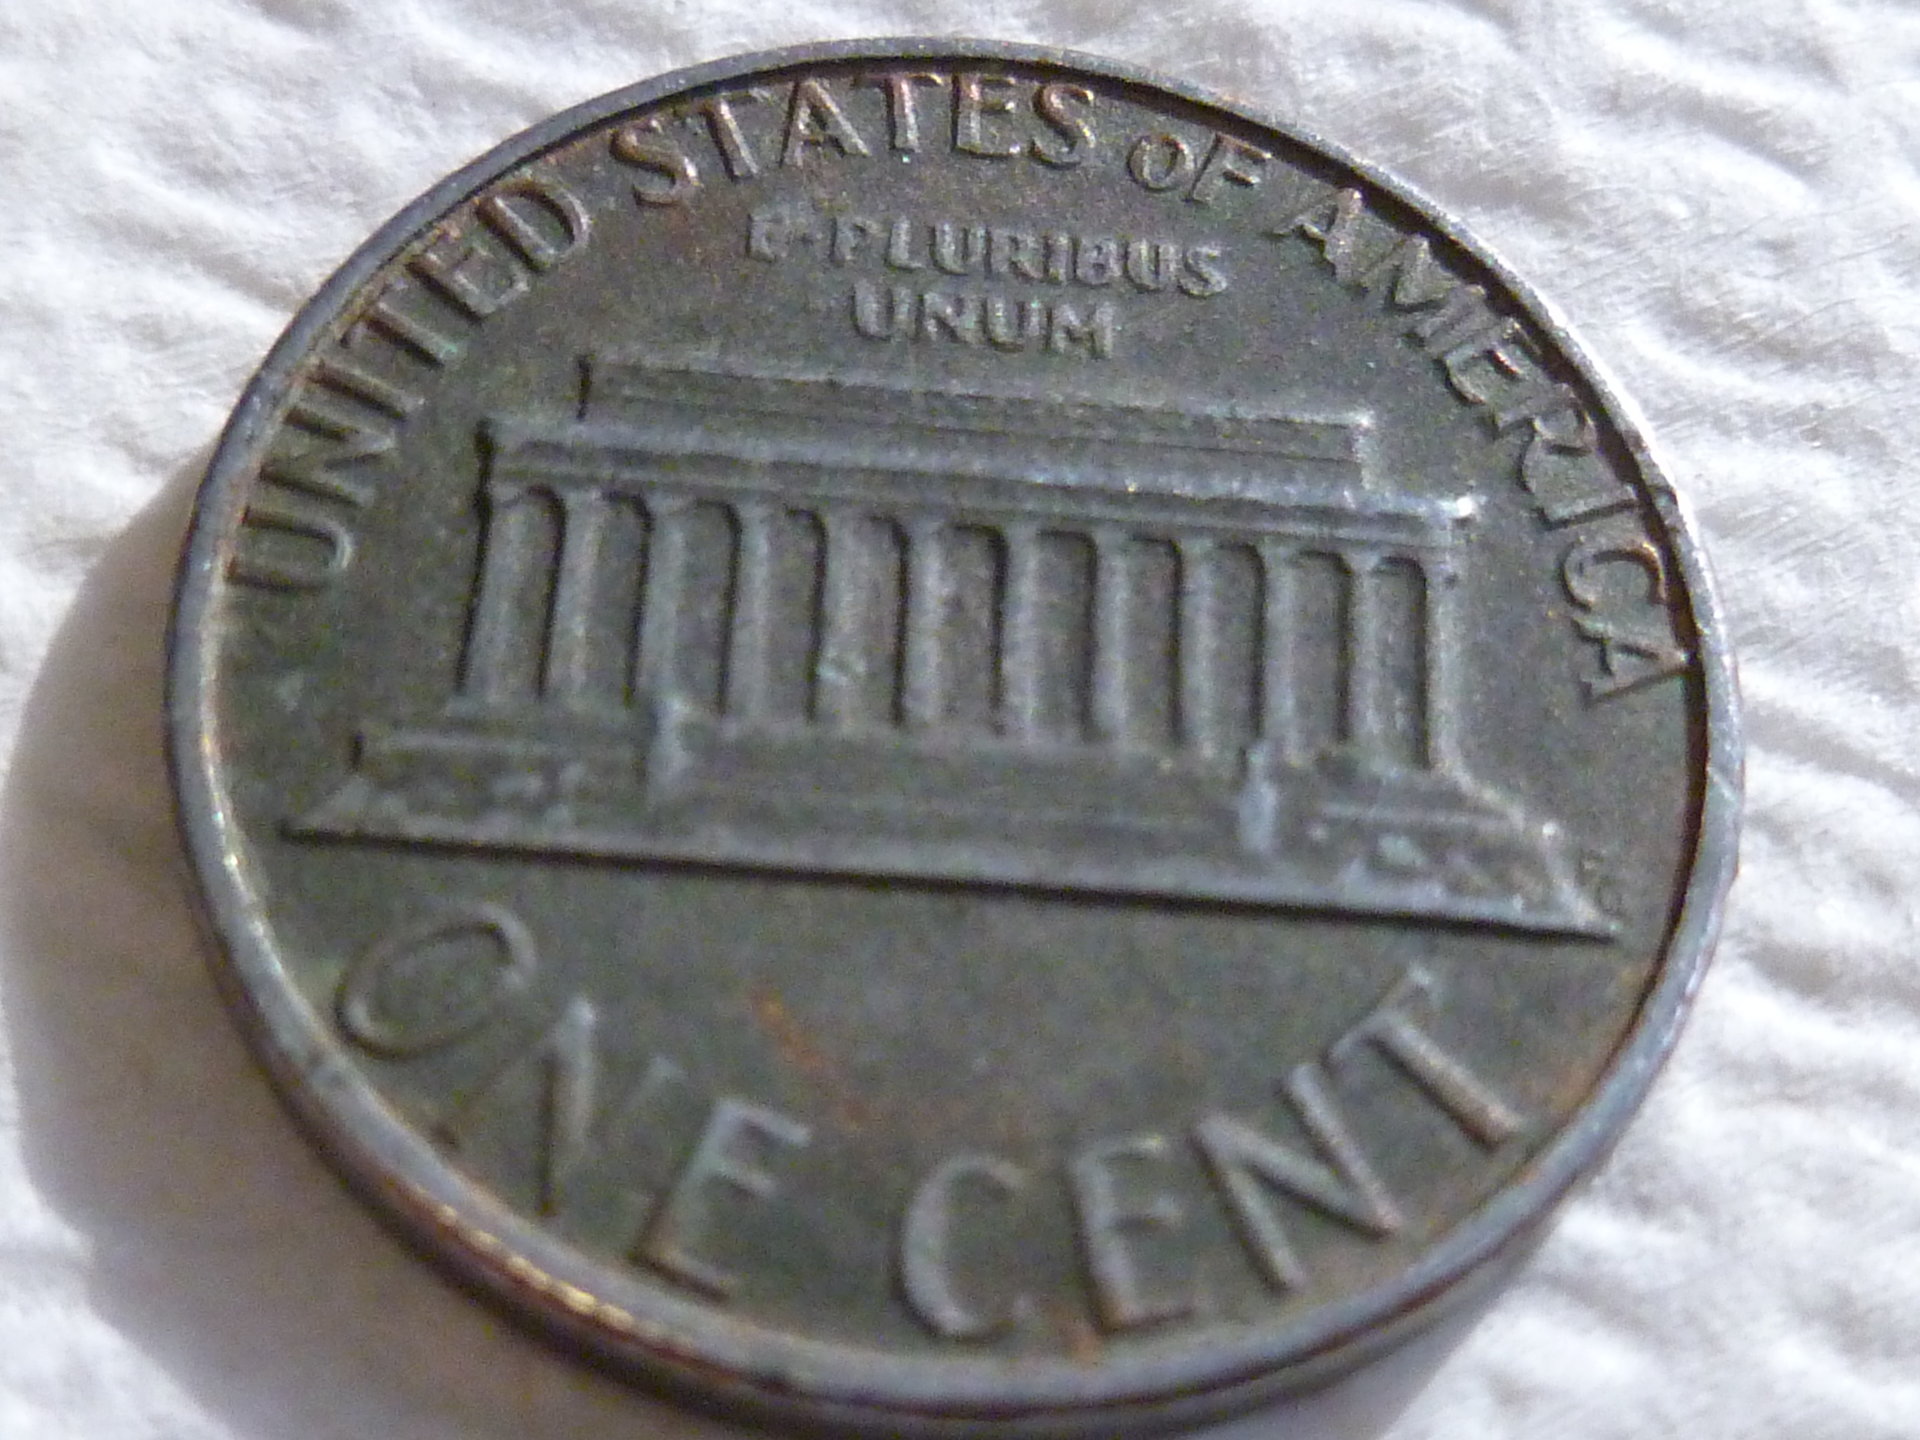 UNITED STATES OF AMERICA
E·PLURIBUS
UNUM
ONE CENT